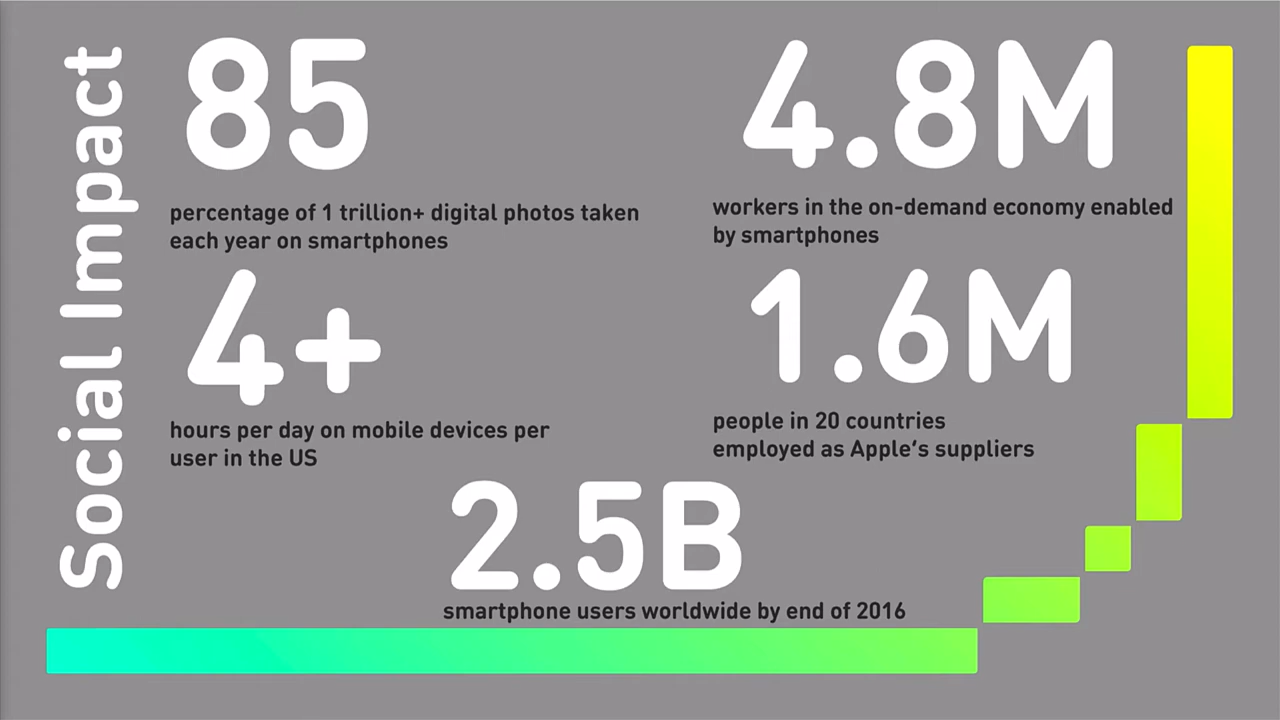 Social Impact
85
percentage of 1 trillion+ digital photos taken
each year on smartphones
4.8M
workers in the on-demand economy enabled
by smartphones
4+
hours per day on mobile devices per
user in the US
1.6M
people in 20 countries
employed as Apple‘s suppliers
2.5B
smartphone users worldwide by end of 2016